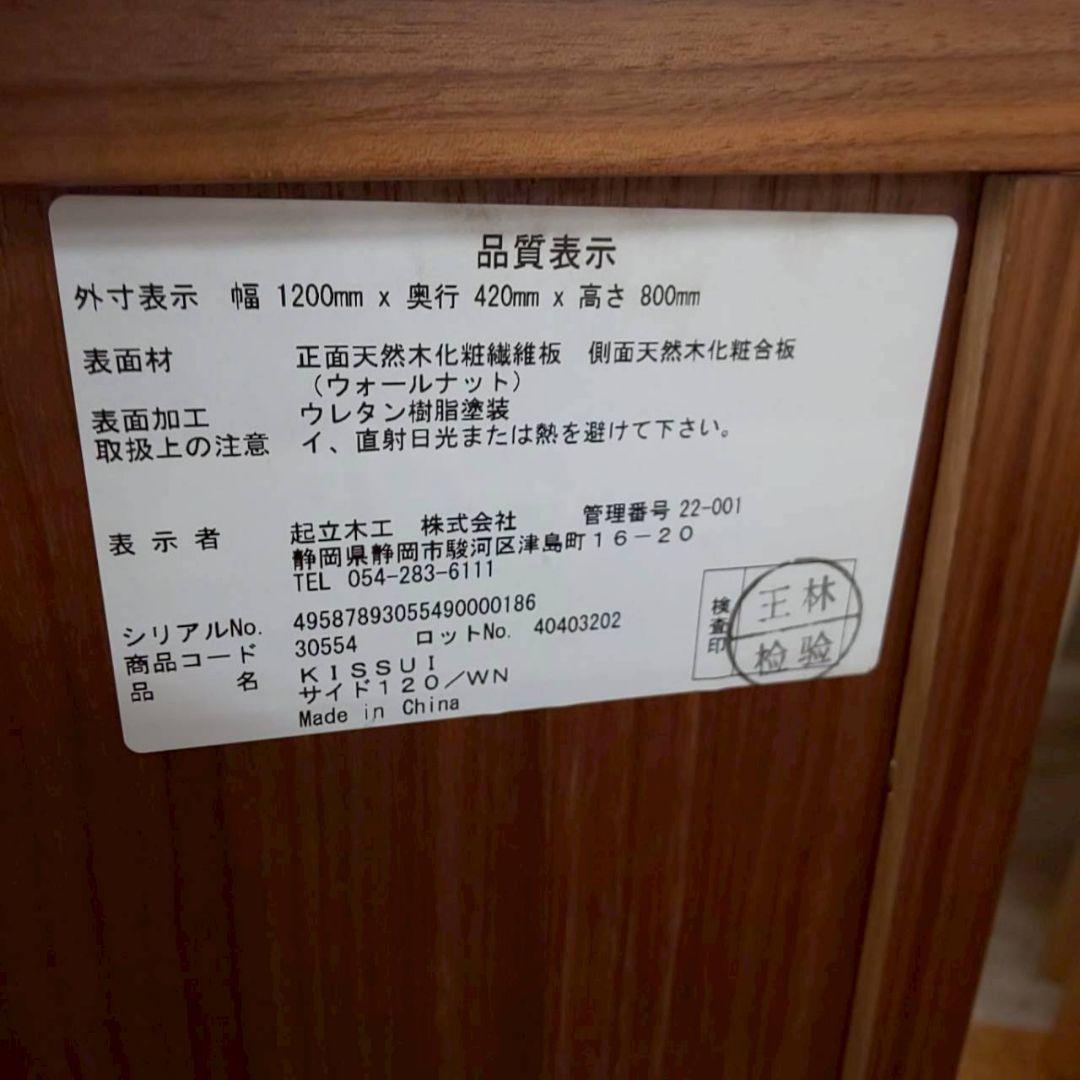 品質表示
外寸表示 幅 1200mm x 奥行 420mm x 高さ 800mm
表面材 正面天然木化粧繊維板 側面天然木化粧合板
（ウォールナット）
表面加工 ウレタン樹脂塗装
取扱上の注意 イ、直射日光または熱を避けて下さい。
表示者 起立木工 株式会社 管理番号 22-001
静岡県静岡市駿河区津島町１６－２０
TEL 054-283-6111
シリアルNo. 49587893055490000186
商品コード 30554 ロットNo. 40403202
品名 ＫＩＳＳＵＩ
サイド１２０／ＷＮ
Made in China
検査印
王林
检验